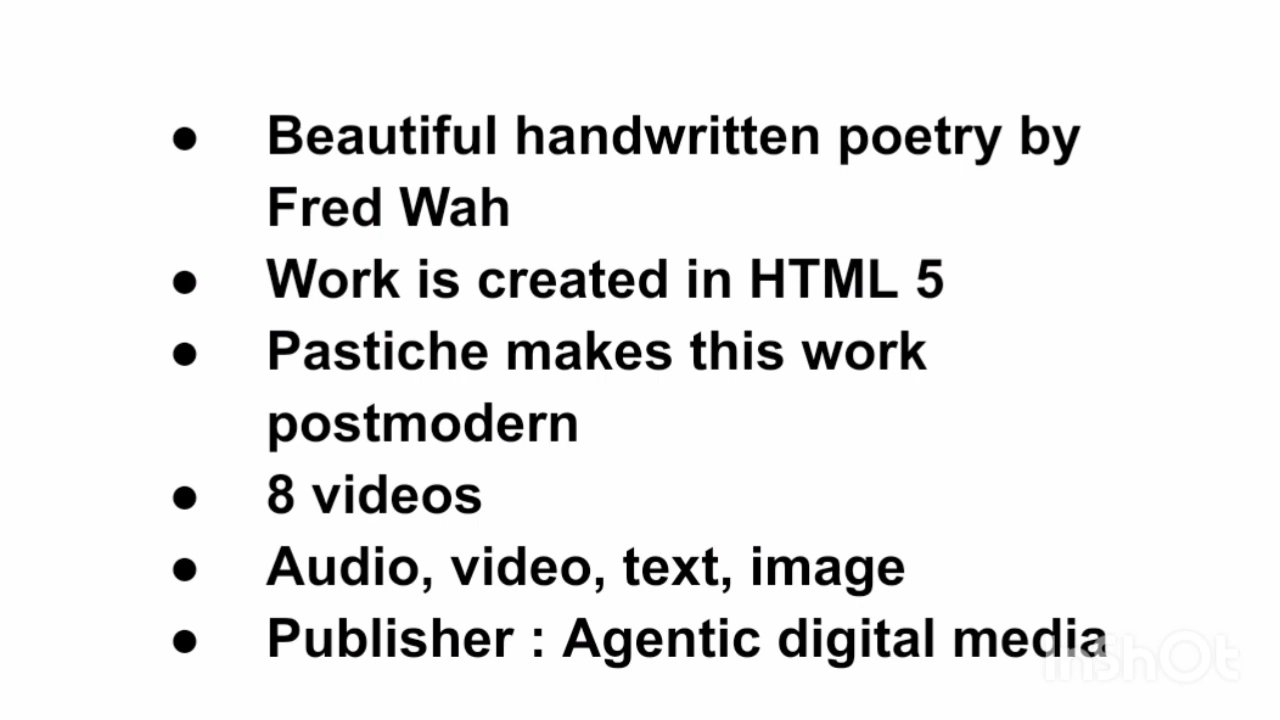 ● Beautiful handwritten poetry by
Fred Wah
● Work is created in HTML 5
● Pastiche makes this work
postmodern
● 8 videos
● Audio, video, text, image
● Publisher : Agentic digital media
InShOt